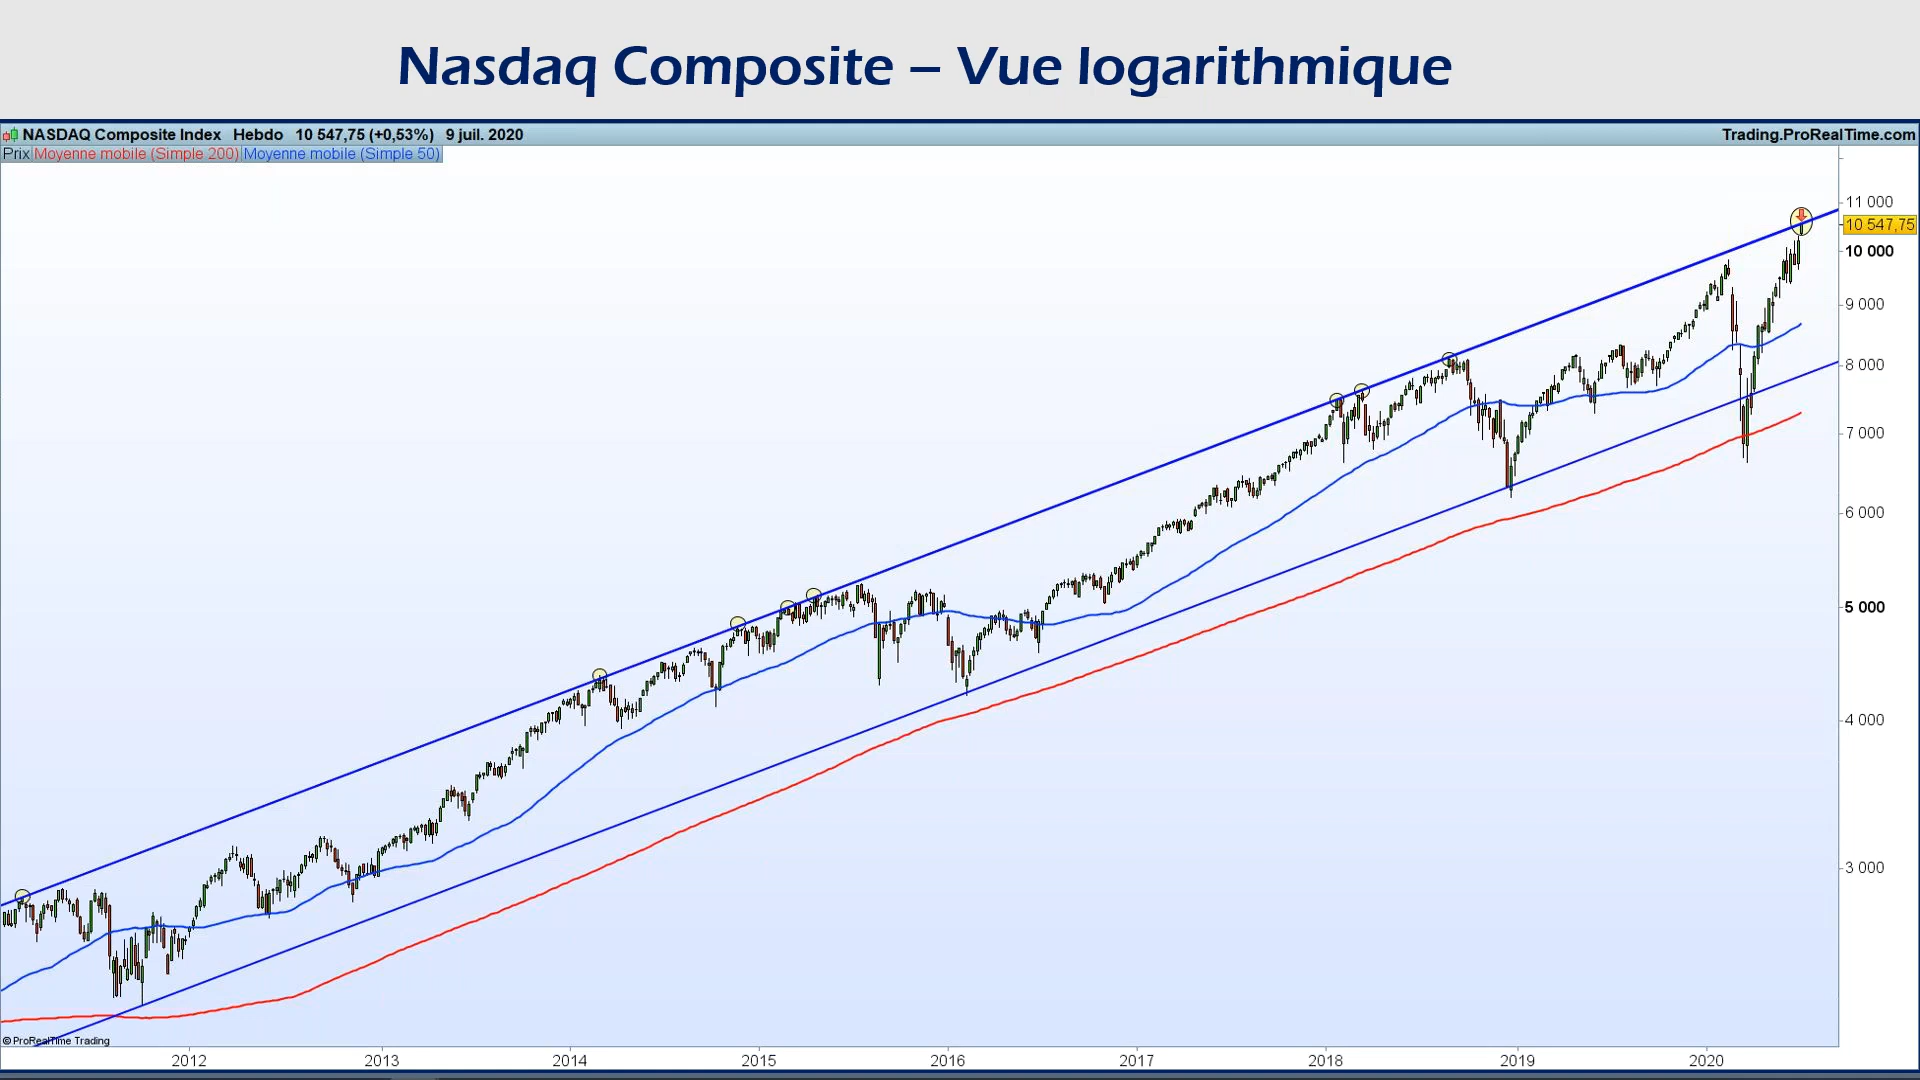 Nasdaq Composite – Vue logarithmique
NASDAQ Composite Index Hebdo 10 547,75 (+0,53%) 9 juil. 2020 Trading.ProRealTime.com
Prix Moyenne mobile (Simple 200) Moyenne mobile (Simple 50)
11 000
10 547,75
10 000
9 000
8 000
7 000
6 000
5 000
4 000
3 000
© ProRealTime Trading
2012 2013 2014 2015 2016 2017 2018 2019 2020